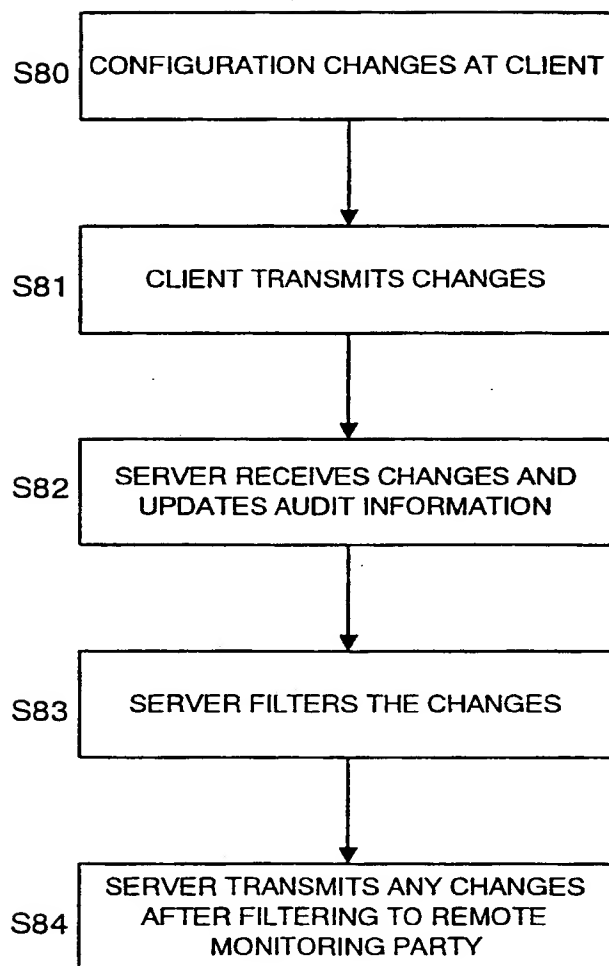 S80 CONFIGURATION CHANGES AT CLIENT
S81 CLIENT TRANSMITS CHANGES
S82 SERVER RECEIVES CHANGES AND
UPDATES AUDIT INFORMATION
S83 SERVER FILTERS THE CHANGES
S84 SERVER TRANSMITS ANY CHANGES
AFTER FILTERING TO REMOTE
MONITORING PARTY